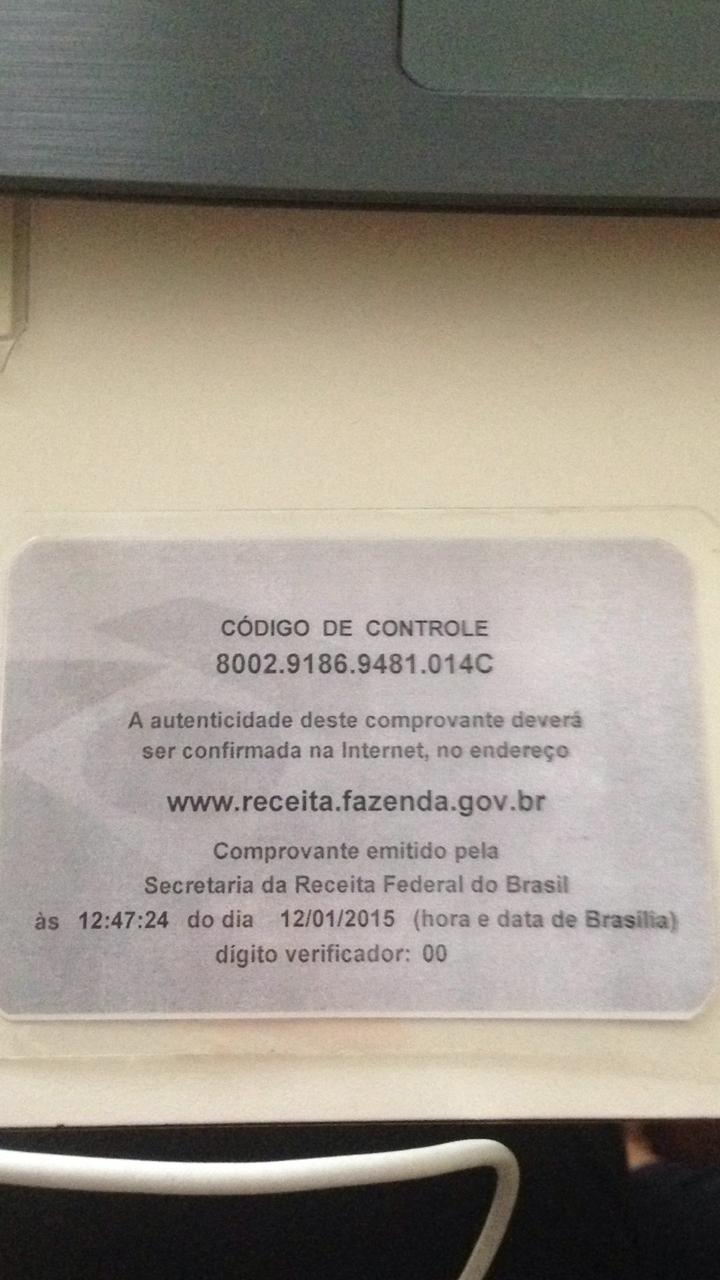 CÓDIGO DE CONTROLE
8002.9186.9481.014C
A autenticidade deste comprovante deverá
ser confirmada na Internet, no endereço
www.receita.fazenda.gov.br
Comprovante emitido pela
Secretaria da Receita Federal do Brasil
às 12:47:24 do dia 12/01/2015 (hora e data de Brasília)
dígito verificador: 00